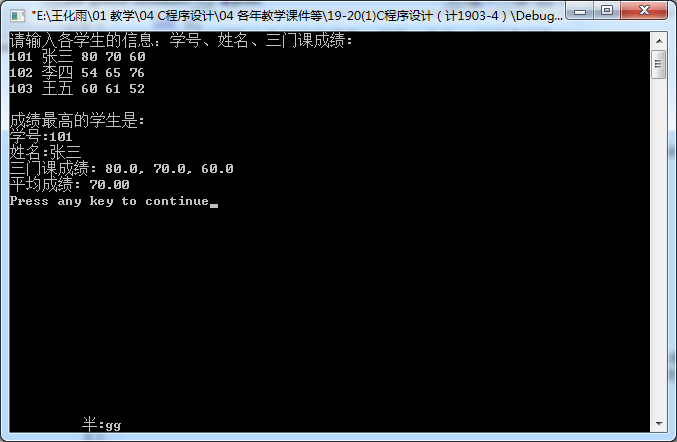 "E:\王化雨\01 教学\04 C程序设计\04 各年教学课件等\19-20(1)C程序设计（计1903-4）\Debug...
请输入各学生的信息：学号、姓名、三门课成绩：
101 张三 80 70 60
102 李四 54 65 76
103 王五 60 61 52
成绩最高的学生是：
学号:101
姓名:张三
三门课成绩：80.0, 70.0, 60.0
平均成绩：70.00
Press any key to continue
半:gg